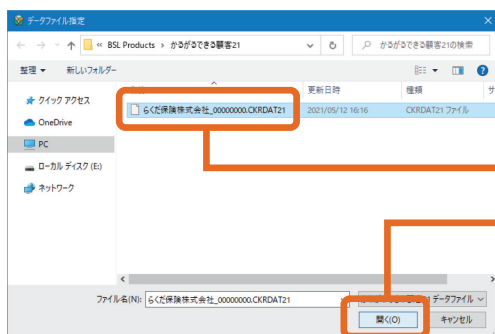 データファイル指定
« BSL Products › かるがるできる顧客21
かるがるできる顧客21の検索
整理 新しいフォルダー
更新日時 種類 サ
クイック アクセス
らくだ保険株式会社_00000000.CKRDAT21 2021/05/12 16:16 CKRDAT21 ファイル
OneDrive
PC
ローカル ディスク (E:)
ネットワーク
ファイル名(N): らくだ保険株式会社_00000000.CKRDAT21
データファイル
開く(O) キャンセル